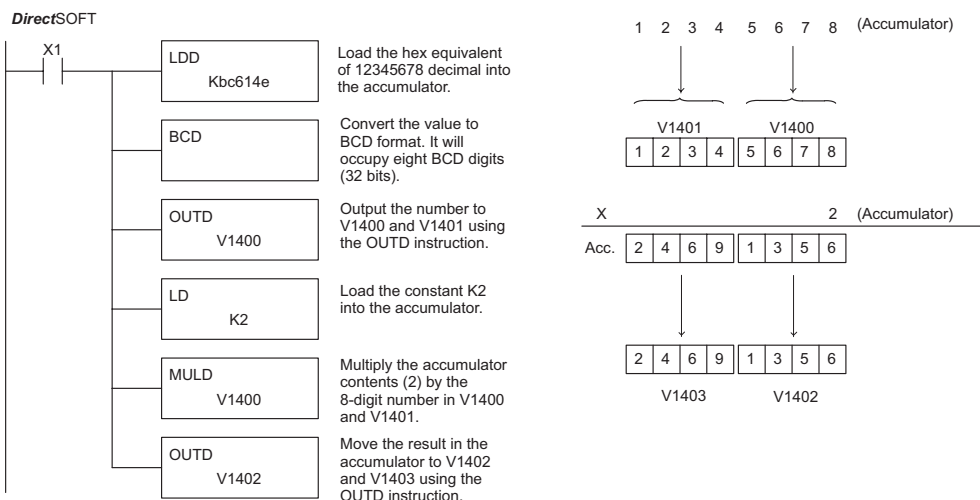 DirectSOFT
X1
LDD
Kbc614e
Load the hex equivalent
of 12345678 decimal into
the accumulator.
BCD
Convert the value to
BCD format. It will
occupy eight BCD digits
(32 bits).
OUTD
V1400
Output the number to
V1400 and V1401 using
the OUTD instruction.
LD
K2
Load the constant K2
into the accumulator.
MULD
V1400
Multiply the accumulator
contents (2) by the
8-digit number in V1400
and V1401.
OUTD
V1402
Move the result in the
accumulator to V1402
and V1403 using the
OUTD instruction.
1 2 3 4 5 6 7 8 (Accumulator)
V1401 V1400
1 2 3 4 5 6 7 8
X 2 (Accumulator)
Acc. 2 4 6 9 1 3 5 6
2 4 6 9 1 3 5 6
V1403 V1402